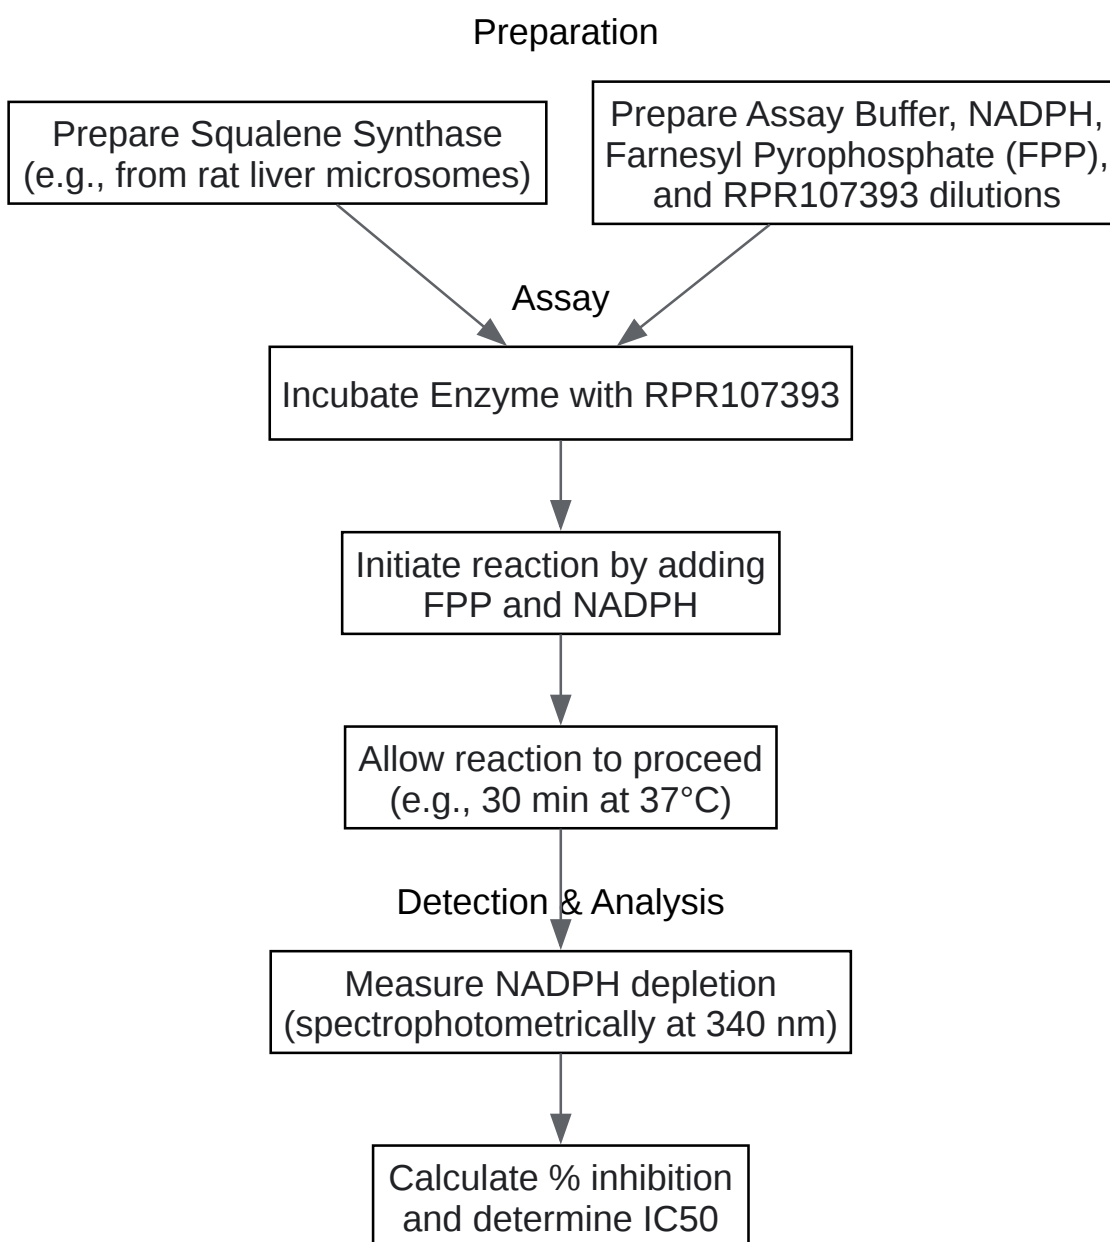 Preparation
Prepare Squalene Synthase
(e.g., from rat liver microsomes)
Prepare Assay Buffer, NADPH,
Farnesyl Pyrophosphate (FPP),
and RPR107393 dilutions
Assay
Incubate Enzyme with RPR107393
Initiate reaction by adding
FPP and NADPH
Allow reaction to proceed
(e.g., 30 min at 37°C)
Detection & Analysis
Measure NADPH depletion
(spectrophotometrically at 340 nm)
Calculate % inhibition
and determine IC50